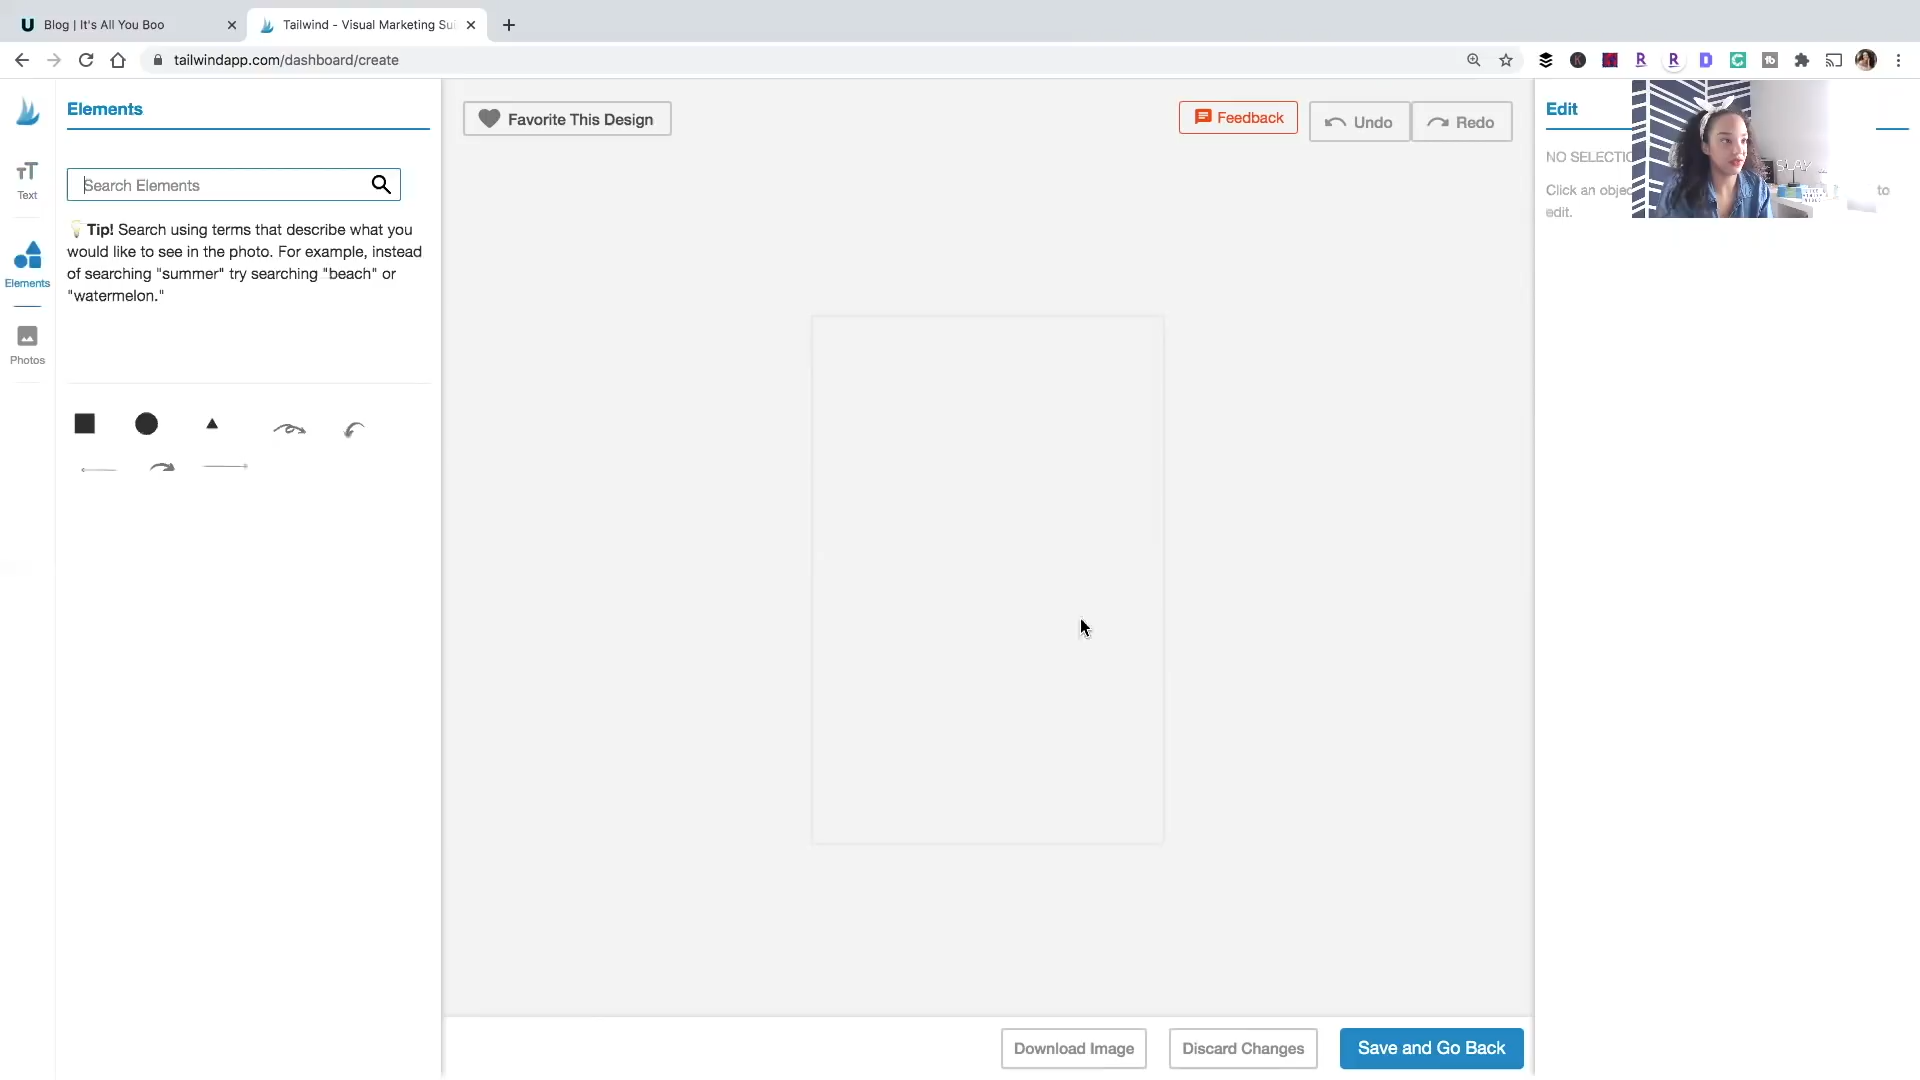 Blog | It's All You Boo
Tailwind - Visual Marketing Sui
tailwindapp.com/dashboard/create
Elements
Favorite This Design
Feedback
Undo
Redo
Edit
Text
Search Elements
NO SELECTIO
Click an objec
to
edit.
SLAY
Tip! Search using terms that describe what you
would like to see in the photo. For example, instead
of searching "summer" try searching "beach" or
"watermelon."
Elements
Photos
Download Image
Discard Changes
Save and Go Back